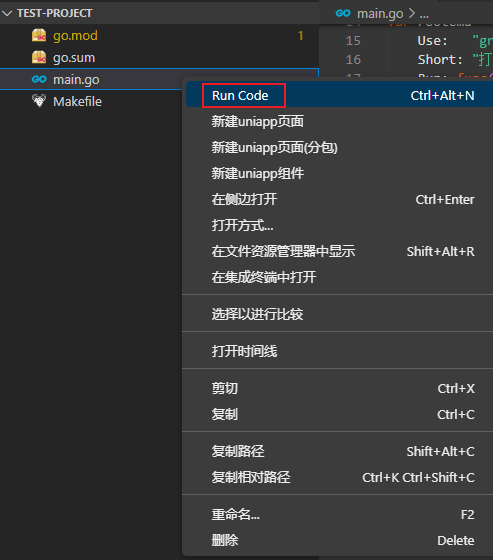 TEST-PROJECT
go.mod 1
go.sum
main.go
Makefile
main.go > ...
15 Use: "gr
16 Short: "打
17
Run Code Ctrl+Alt+N
新建uniapp页面
新建uniapp页面(分包)
新建uniapp组件
在侧边打开 Ctrl+Enter
打开方式...
在文件资源管理器中显示 Shift+Alt+R
在集成终端中打开
选择以进行比较
打开时间线
剪切 Ctrl+X
复制 Ctrl+C
复制路径 Shift+Alt+C
复制相对路径 Ctrl+K Ctrl+Shift+C
重命名... F2
删除 Delete